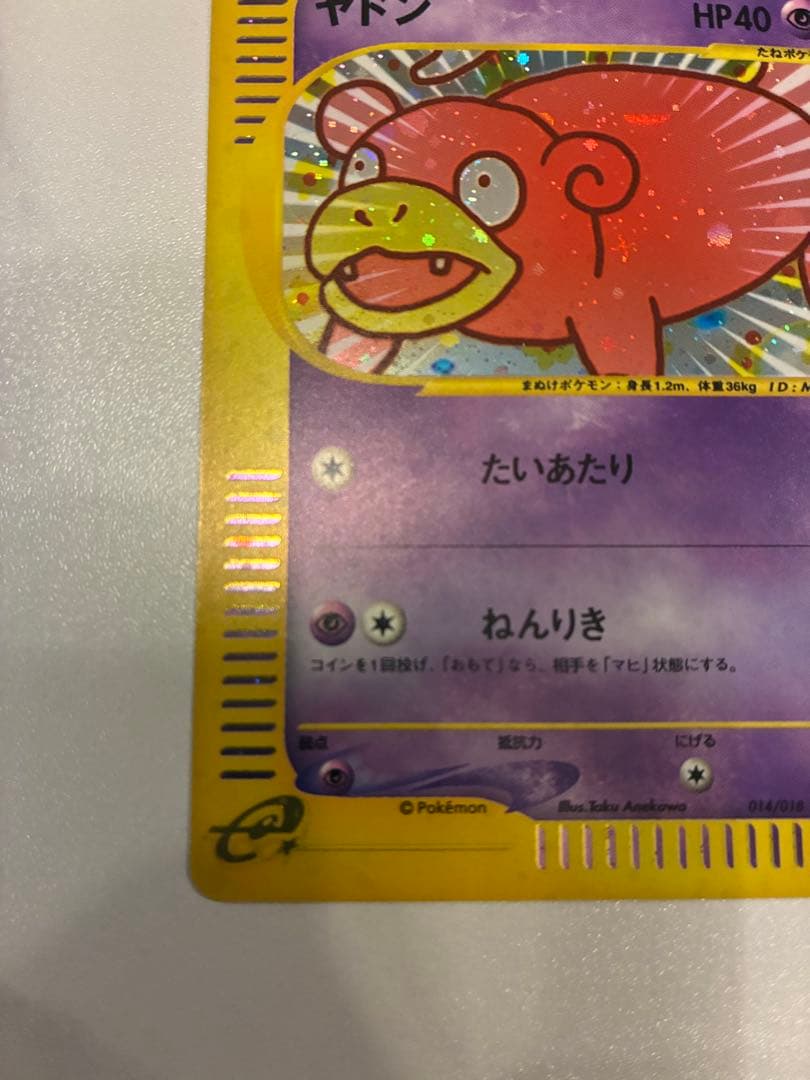 ヤドン HP40
たねポケ
まぬけポケモン：身長1.2m、体重36kg ID:M
たいあたり
ねんりき
コインを1回投げ、「おもて」なら、相手を「マヒ」状態にする。
弱点 抵抗力 にげる
©Pokémon Illus.Taku Anekawa 014/018
e